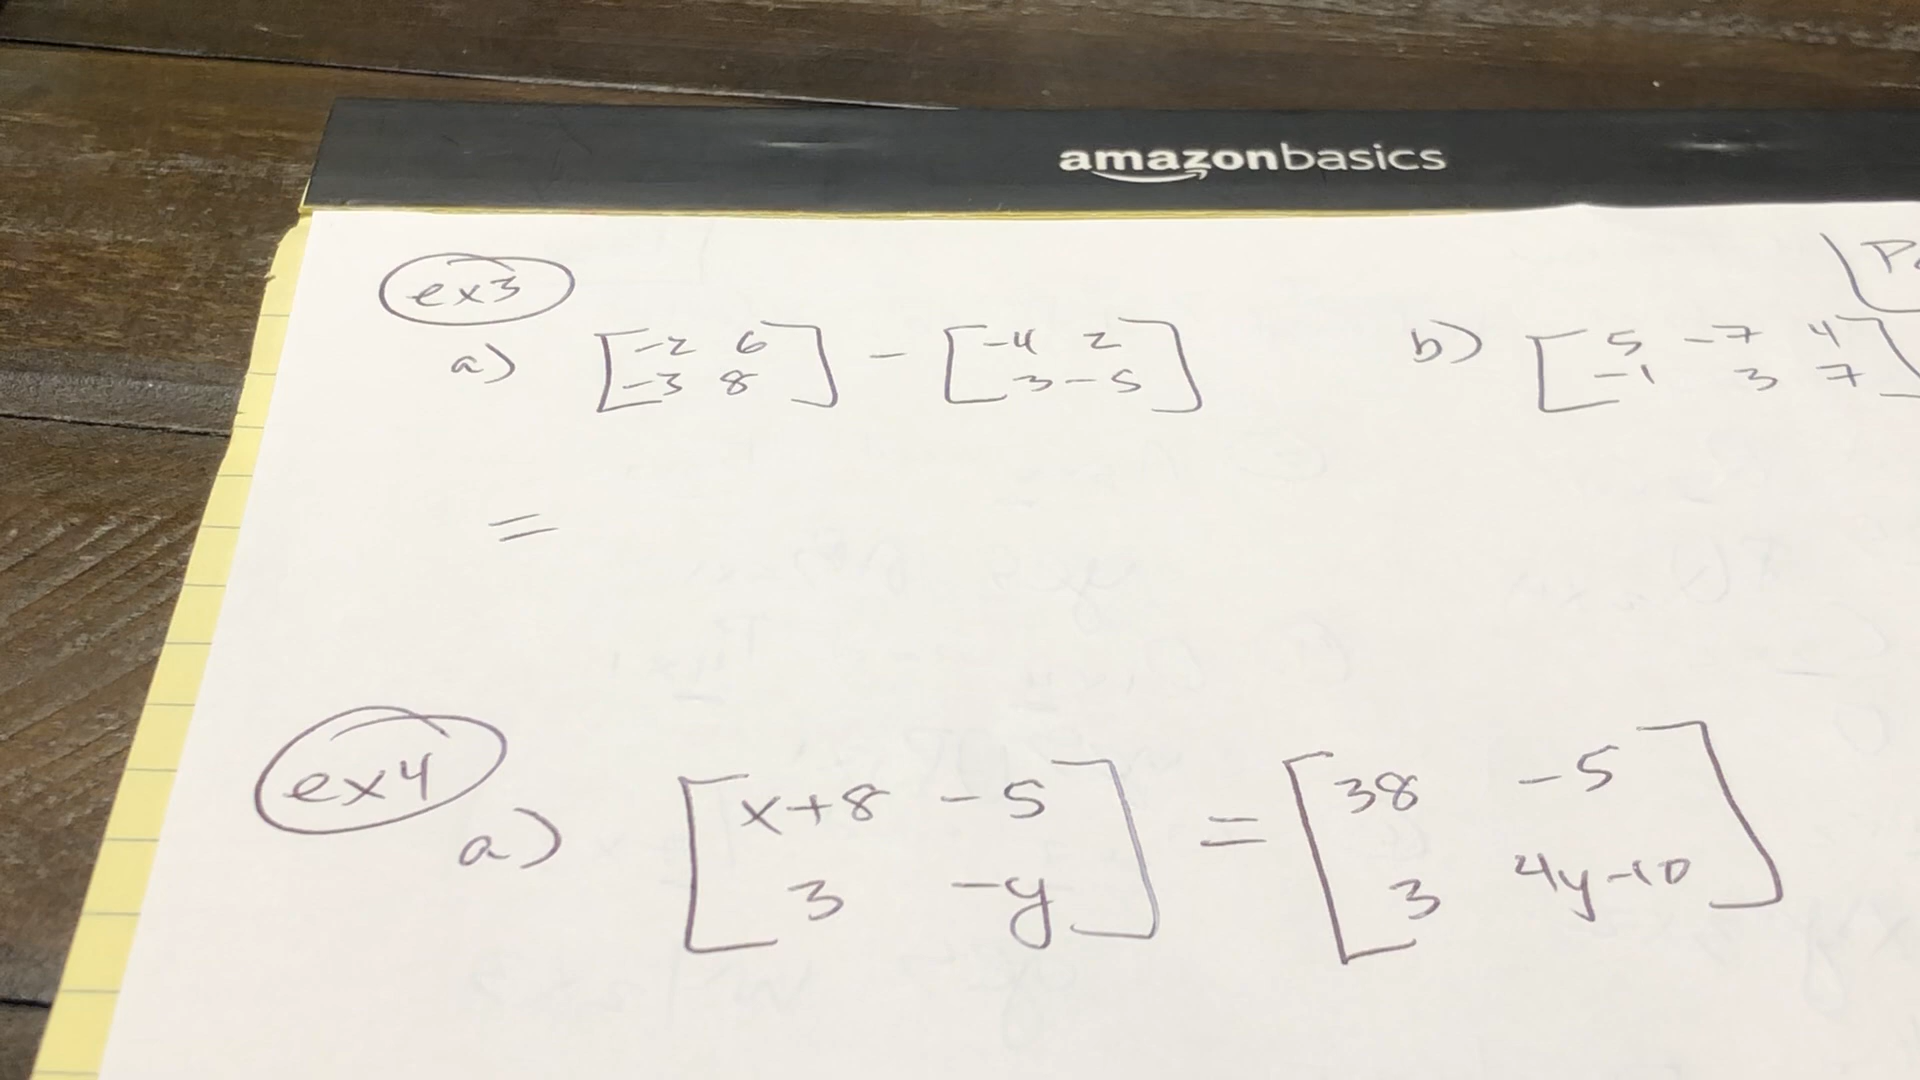 amazonbasics
ex3
a) [-2 6 -3 8] - [-4 2 3 -5]
b) [5 -7 4 -1 3 7]
=
ex4
a) [x+8 -5 3 -y] = [38 -5 3 4y-10]